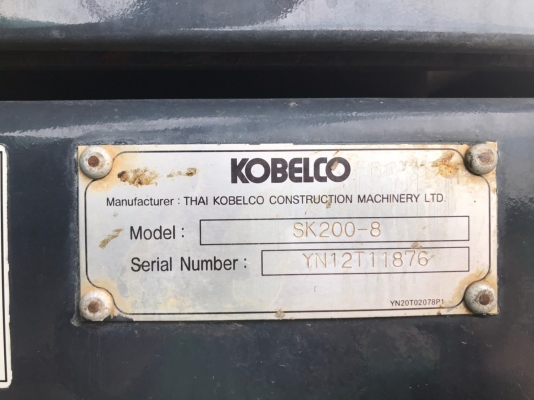 KOBELCO
Manufacturer : THAI KOBELCO CONSTRUCTION MACHINERY LTD.
Model : SK200-8
Serial Number : YN12T11876
YN20T02078P1